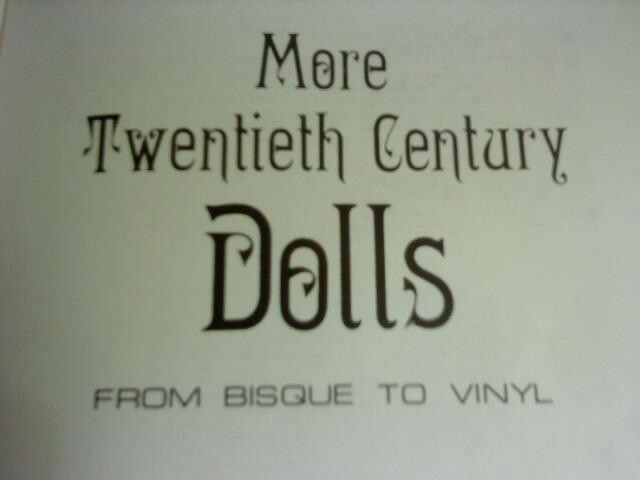 More
Twentieth Century
Dolls
FROM BISQUE TO VINYL